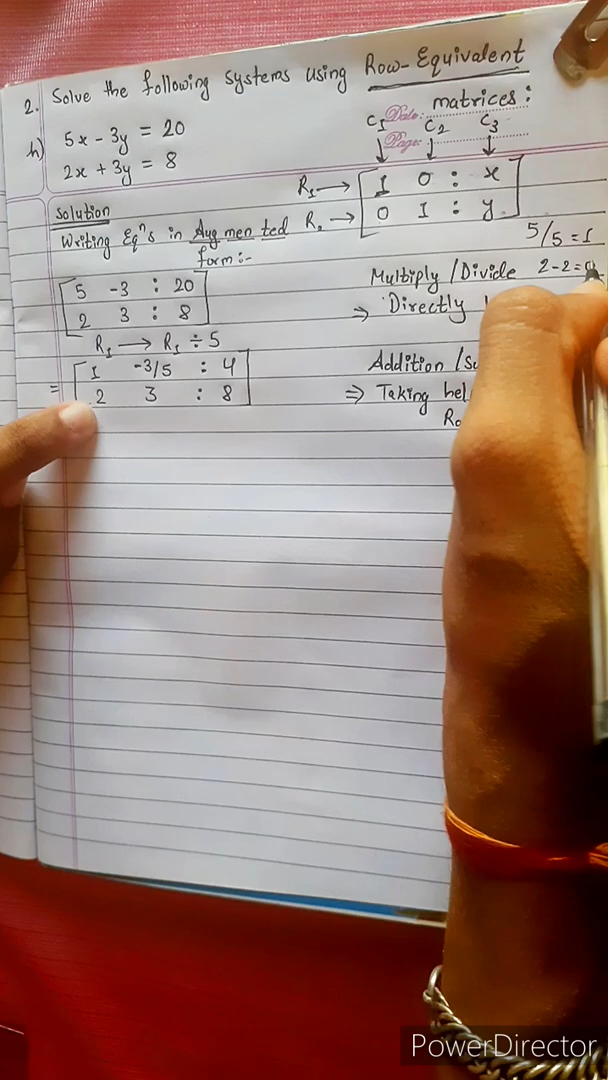 2. Solve the following systems using Row-Equivalent
matrices:
h) 5x - 3y = 20
2x + 3y = 8
Date:
Page:
C1 C2 C3
R1 → [ 1 0 : x ]
R2 → [ 0 1 : y ]
Solution
Writing Eqns in Augmented
form:-
[ 5 -3 : 20 ]
[ 2 3 : 8 ]
R1 → R1 ÷ 5
= [ 1 -3/5 : 4 ]
[ 2 3 : 8 ]
5/5 = 1
Multiply / Divide 2-2=
⇒ Directly
Addition /
⇒ Taking
PowerDirector